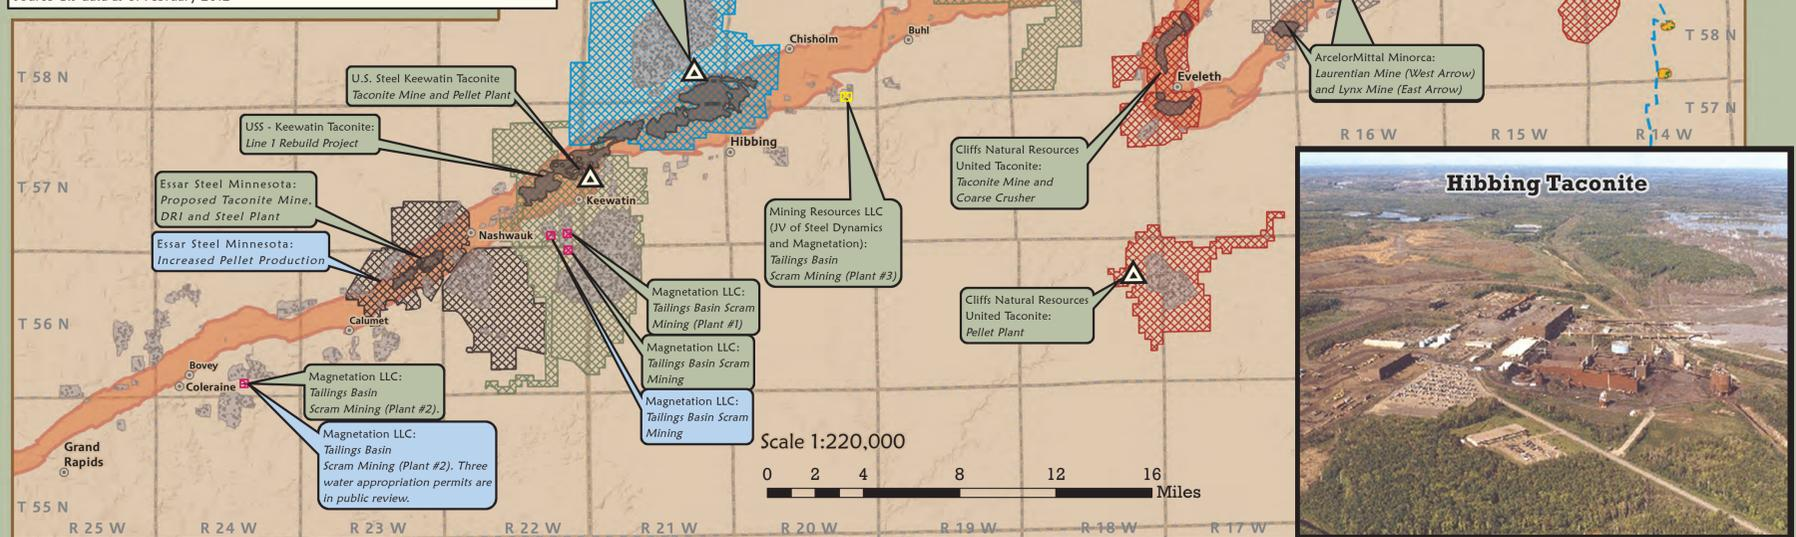 T 58 N
T 57 N
T 56 N
T 55 N
R 25 W
R 24 W
R 23 W
R 22 W
R 21 W
R 20 W
R 19 W
R 18 W
R 17 W
R 16 W
R 15 W
R 14 W
T 58 N
T 57 N
Chisholm
Buhl
Eveleth
Hibbing
Keewatin
Nashwauk
Calumet
Bovey
Coleraine
Grand
Rapids
U.S. Steel Keewatin Taconite
Taconite Mine and Pellet Plant
USS - Keewatin Taconite:
Line 1 Rebuild Project
Essar Steel Minnesota:
Proposed Taconite Mine.
DRI and Steel Plant
Essar Steel Minnesota:
Increased Pellet Production
Magnetation LLC:
Tailings Basin
Scram Mining (Plant #2).
Magnetation LLC:
Tailings Basin
Scram Mining (Plant #2). Three
water appropriation permits are
in public review.
Magnetation LLC:
Tailings Basin Scram
Mining (Plant #1)
Magnetation LLC:
Tailings Basin Scram
Mining
Magnetation LLC:
Tailings Basin Scram
Mining
Mining Resources LLC
(JV of Steel Dynamics
and Magnetation):
Tailings Basin
Scram Mining (Plant #3)
Cliffs Natural Resources
United Taconite:
Taconite Mine and
Coarse Crusher
Cliffs Natural Resources
United Taconite:
Pellet Plant
ArcelorMittal Minorca:
Laurentian Mine (West Arrow)
and Lynx Mine (East Arrow)
Hibbing Taconite
Scale 1:220,000
0 2 4 8 12 16
Miles